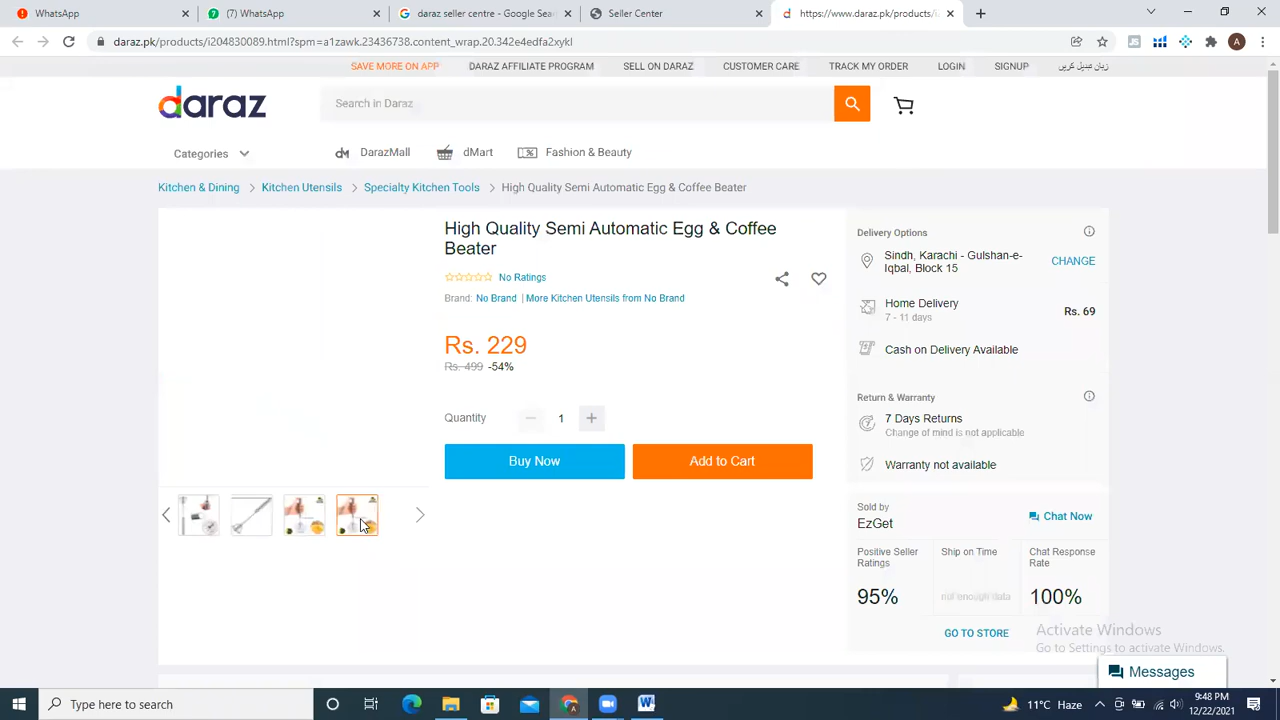 WhatsApp
(7) WhatsApp
daraz seller centre - Google Sear
Seller Center
https://www.daraz.pk/products/i
daraz.pk/products/i204830089.html?spm=a1zawk.23436738.content_wrap.20.342e4edfa2xykl
A
SAVE MORE ON APP
DARAZ AFFILIATE PROGRAM
SELL ON DARAZ
CUSTOMER CARE
TRACK MY ORDER
LOGIN
SIGNUP
زبان تبدیل کریں
daraz
Search in Daraz
Categories
DarazMall
dMart
Fashion & Beauty
Kitchen & Dining > Kitchen Utensils > Specialty Kitchen Tools > High Quality Semi Automatic Egg & Coffee Beater
High Quality Semi Automatic Egg & Coffee
Beater
No Ratings
Brand: No Brand | More Kitchen Utensils from No Brand
Rs. 229
Rs. 499 -54%
Quantity
1
Buy Now
Add to Cart
Delivery Options
Sindh, Karachi - Gulshan-e-
Iqbal, Block 15
CHANGE
Home Delivery
7 - 11 days
Rs. 69
Cash on Delivery Available
Return & Warranty
7 Days Returns
Change of mind is not applicable
Warranty not available
Sold by
EzGet
Chat Now
Positive Seller
Ratings
95%
Ship on Time
not enough data
Chat Response
Rate
100%
GO TO STORE
Activate Windows
Go to Settings to activate Windows.
Messages
Type here to search
11°C Haze
9:48 PM
12/22/2021